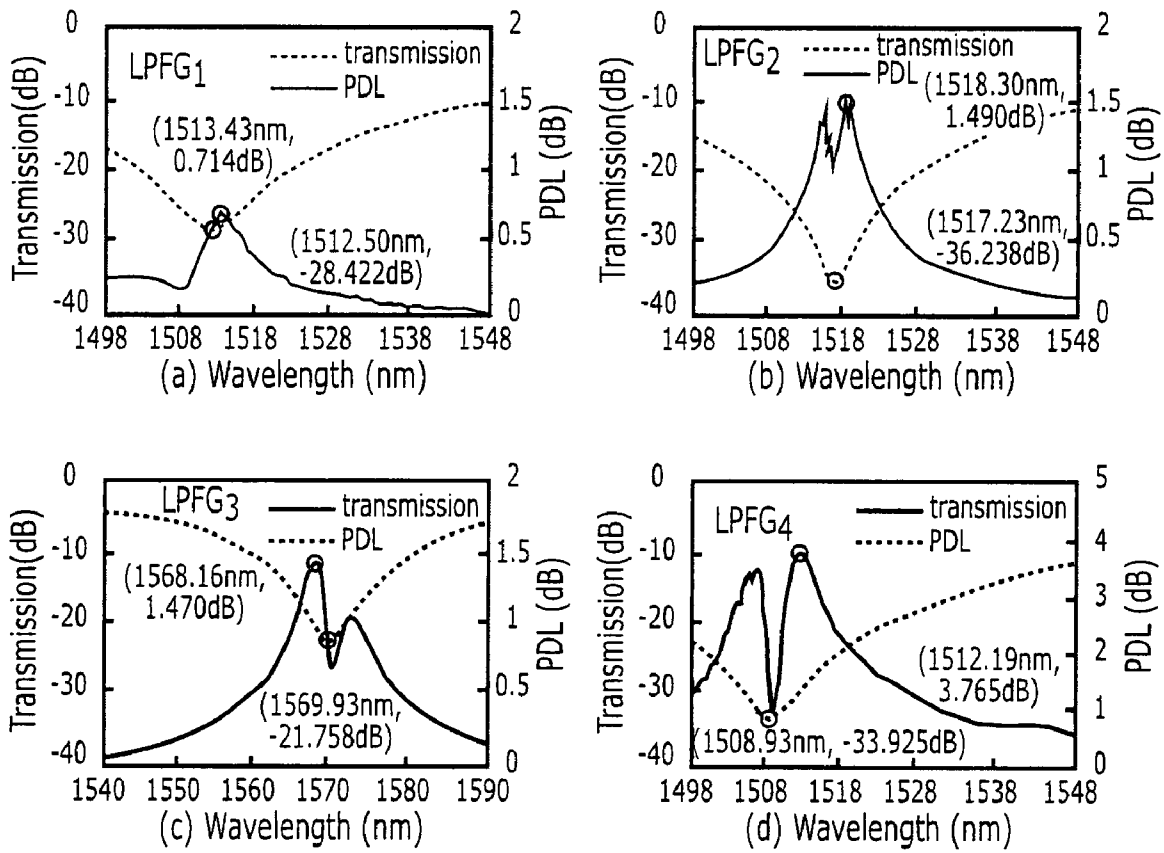 0
-10
-20
-30
-40
Transmission(dB)
LPFG1
transmission
PDL
(1513.43nm,
0.714dB)
(1512.50nm,
-28.422dB)
2
1.5
1
0.5
0
PDL (dB)
1498 1508 1518 1528 1538 1548
(a) Wavelength (nm)
0
-10
-20
-30
-40
Transmission(dB)
LPFG2
transmission
PDL
(1518.30nm,
1.490dB)
(1517.23nm,
-36.238dB)
2
1.5
1
0.5
0
PDL (dB)
1498 1508 1518 1528 1538 1548
(b) Wavelength (nm)
0
-10
-20
-30
-40
Transmission(dB)
LPFG3
transmission
PDL
(1568.16nm,
1.470dB)
(1569.93nm,
-21.758dB)
2
1.5
1
0.5
0
PDL (dB)
1540 1550 1560 1570 1580 1590
(c) Wavelength (nm)
0
-10
-20
-30
-40
Transmission(dB)
LPFG4
transmission
PDL
(1512.19nm,
3.765dB)
(1508.93nm, -33.925dB)
5
4
3
2
1
0
PDL (dB)
1498 1508 1518 1528 1538 1548
(d) Wavelength (nm)